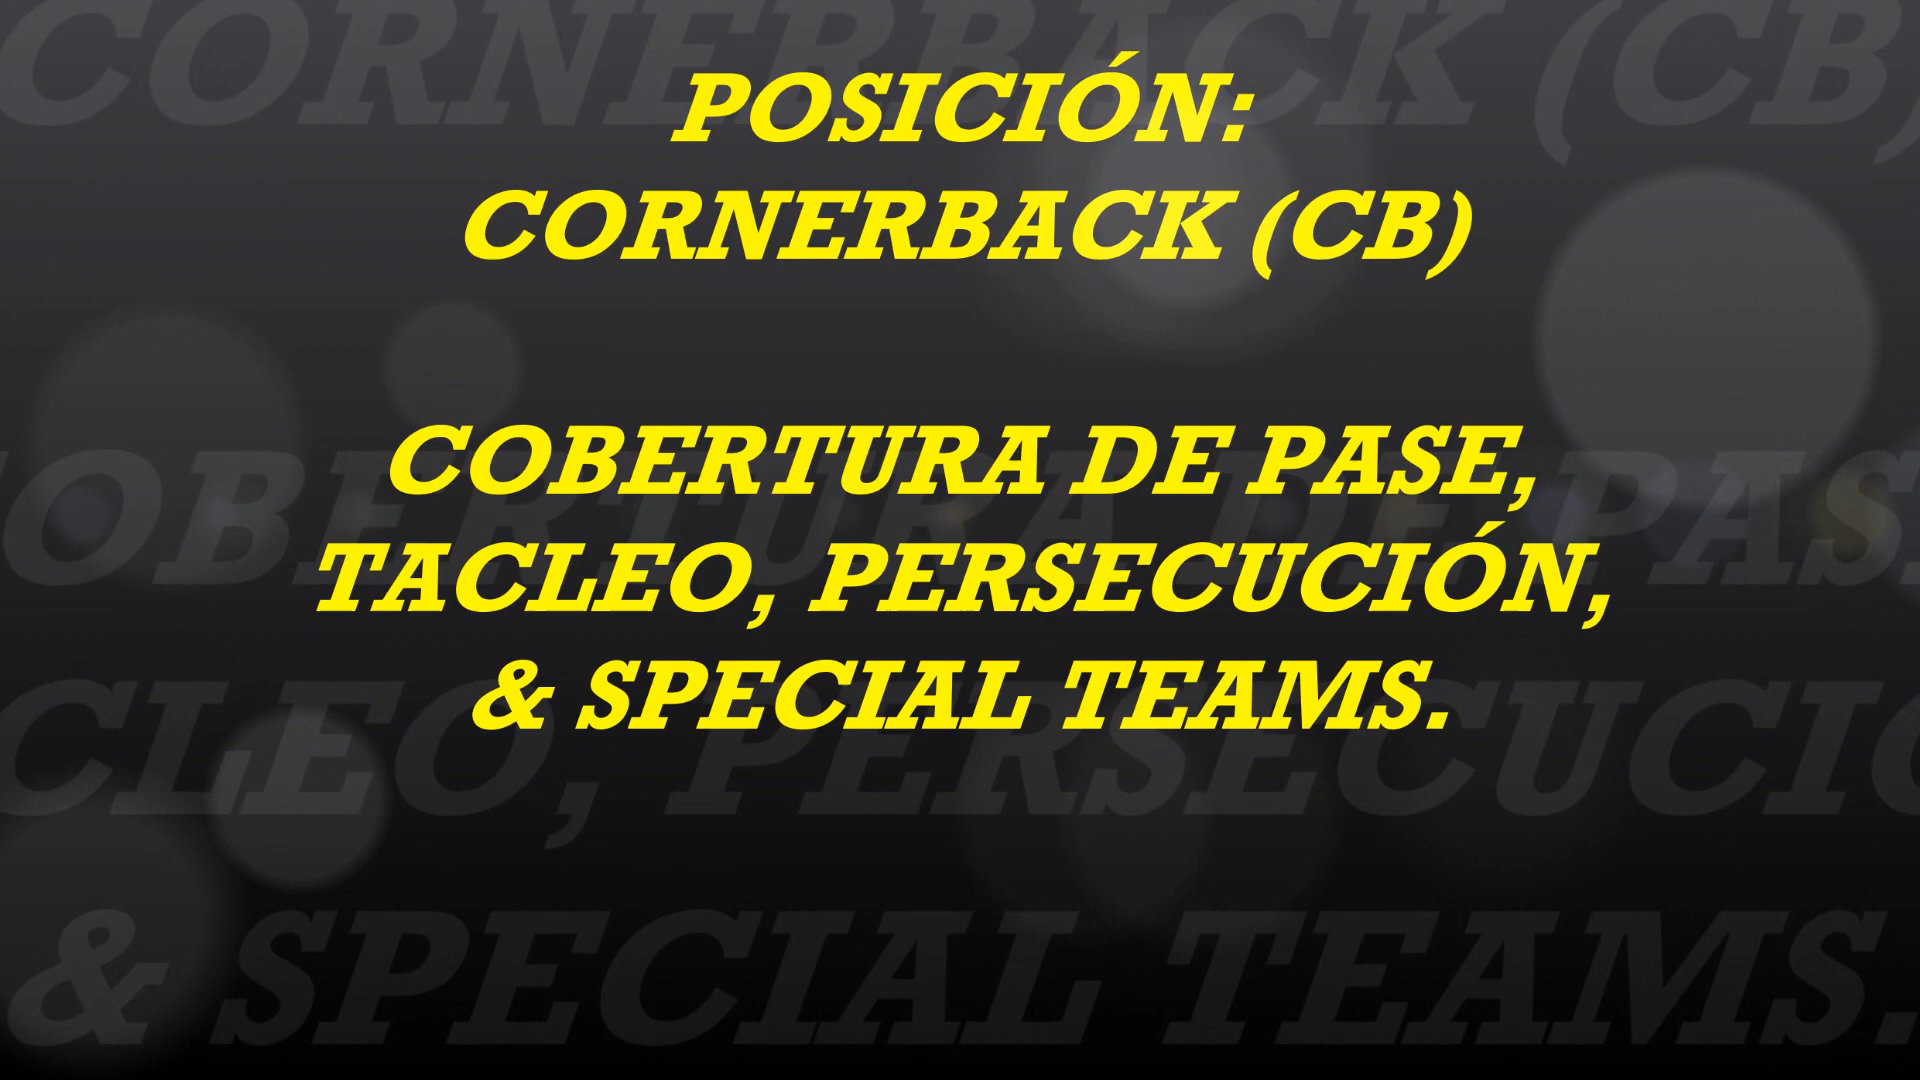 POSICIÓN:
CORNERBACK (CB)
COBERTURA DE PASE,
TACLEO, PERSECUCIÓN,
& SPECIAL TEAMS.